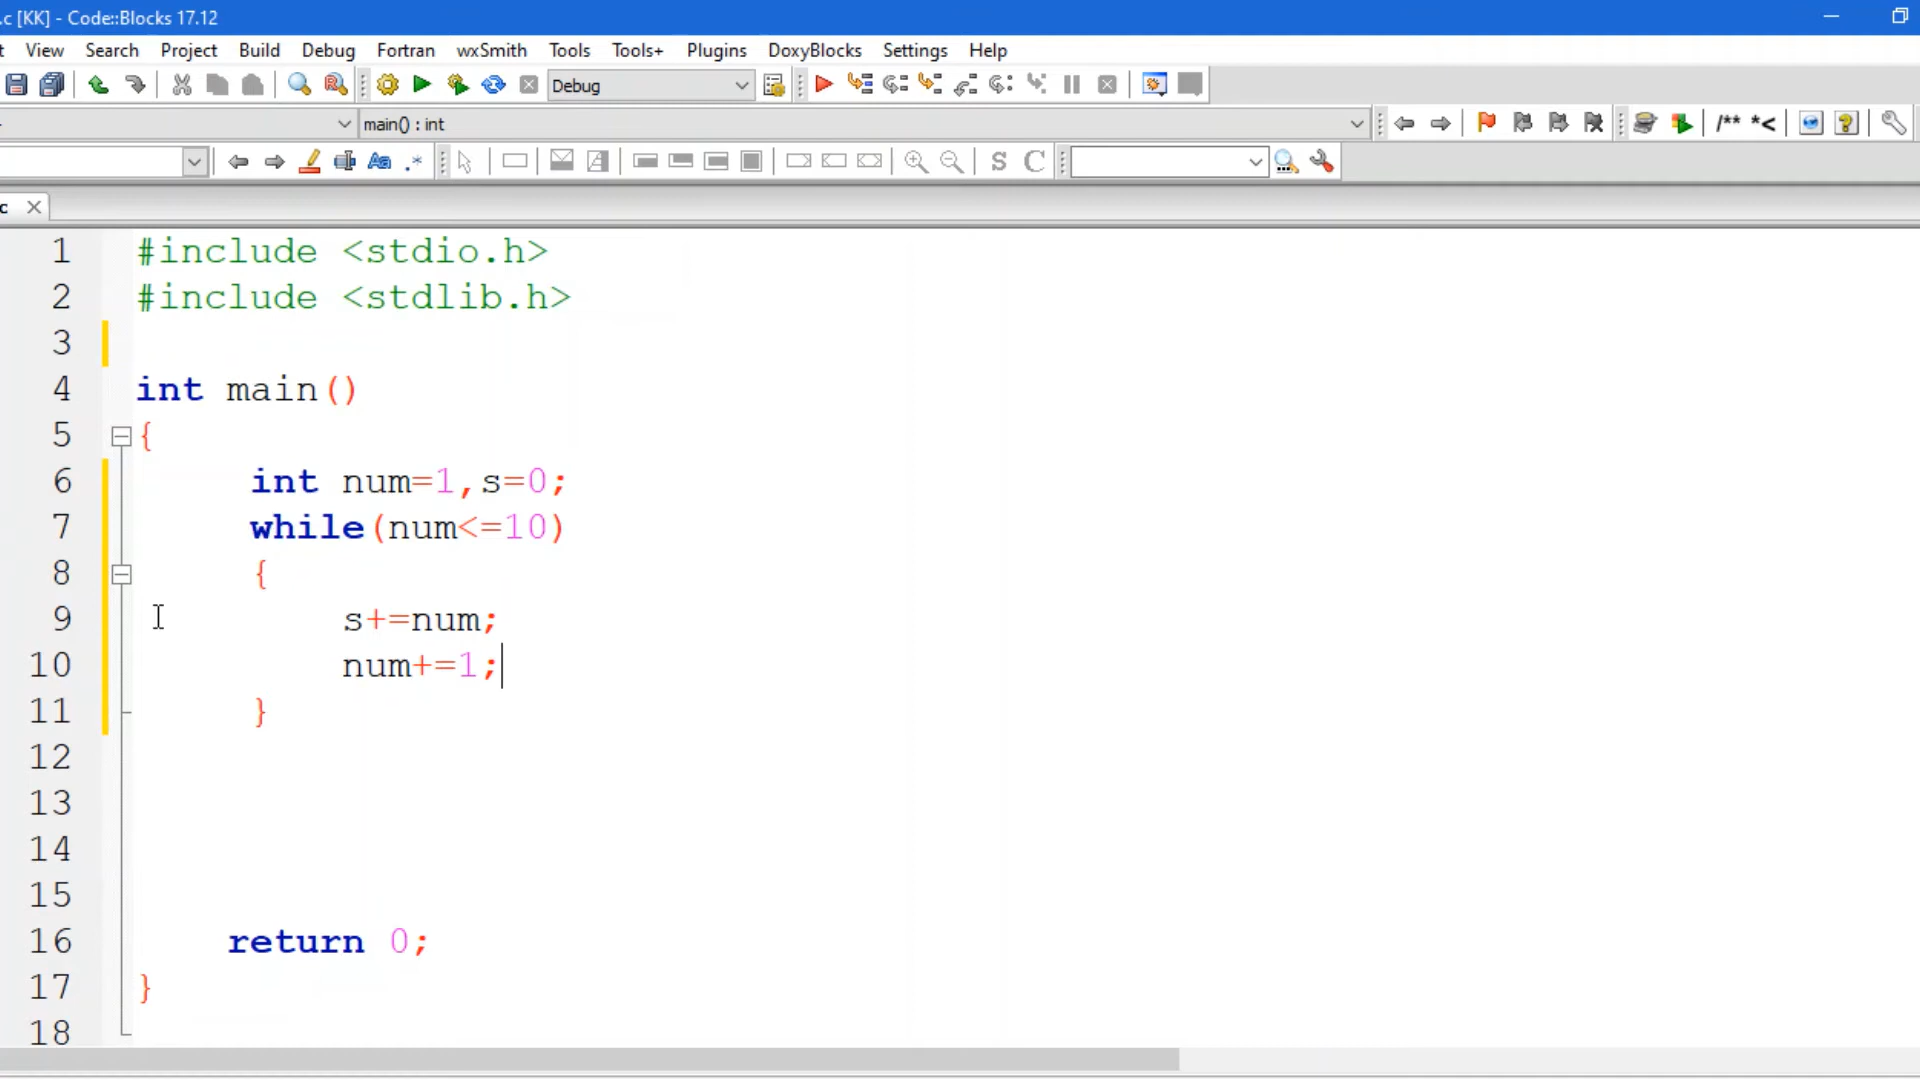 .c [KK] - Code::Blocks 17.12
t View Search Project Build Debug Fortran wxSmith Tools Tools+ Plugins DoxyBlocks Settings Help
Debug
main() : int
/** *<
Aa .* S C
c
1 #include <stdio.h>
2 #include <stdlib.h>
3
4 int main()
5 {
6 int num=1,s=0;
7 while(num<=10)
8 {
9 s+=num;
10 num+=1;
11 }
12
13
14
15
16 return 0;
17 }
18